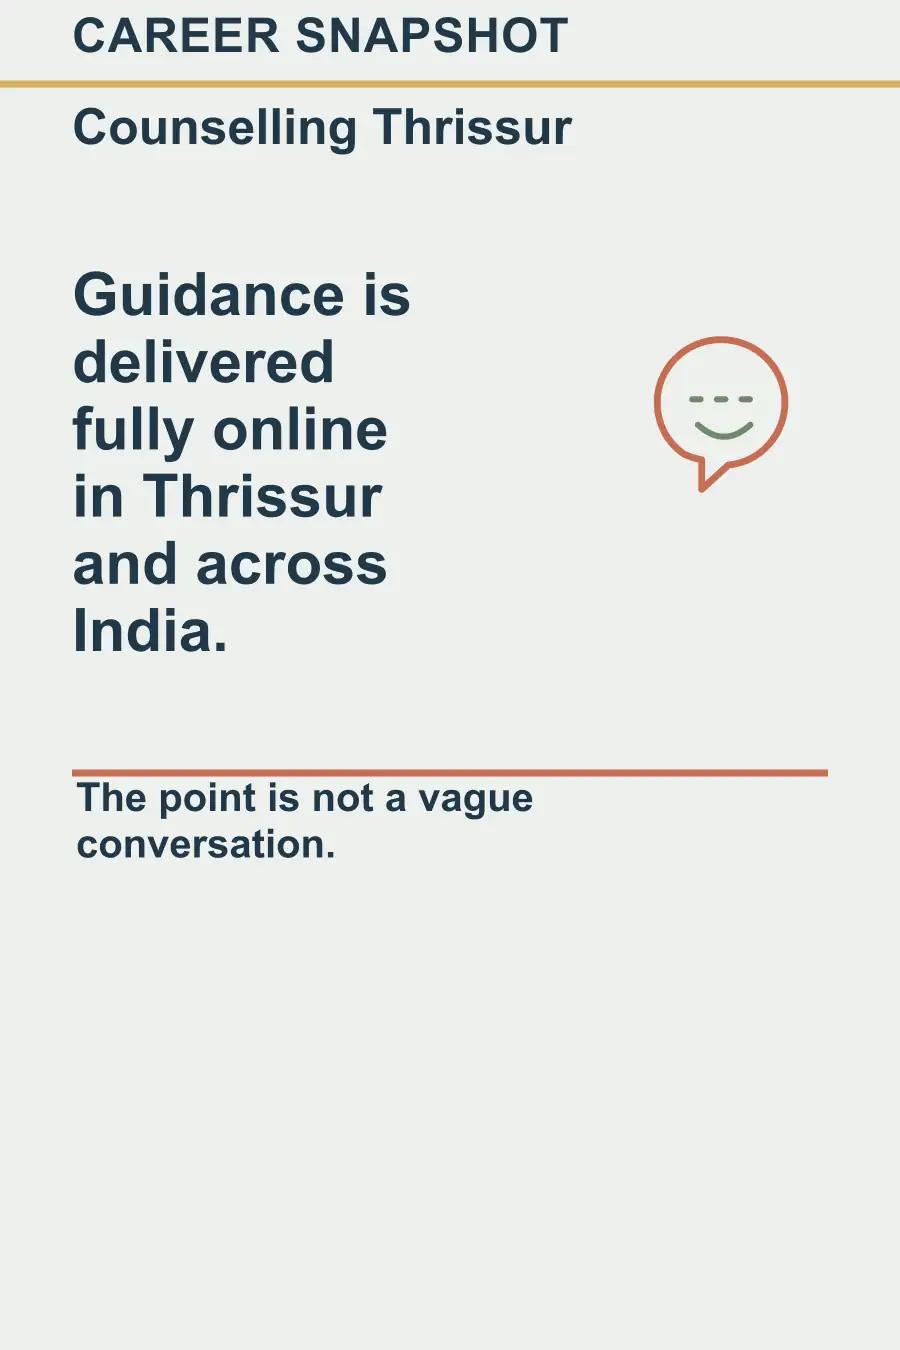 CAREER SNAPSHOT
Counselling Thrissur
Guidance is
delivered
fully online
in Thrissur
and across
India.
The point is not a vague
conversation.